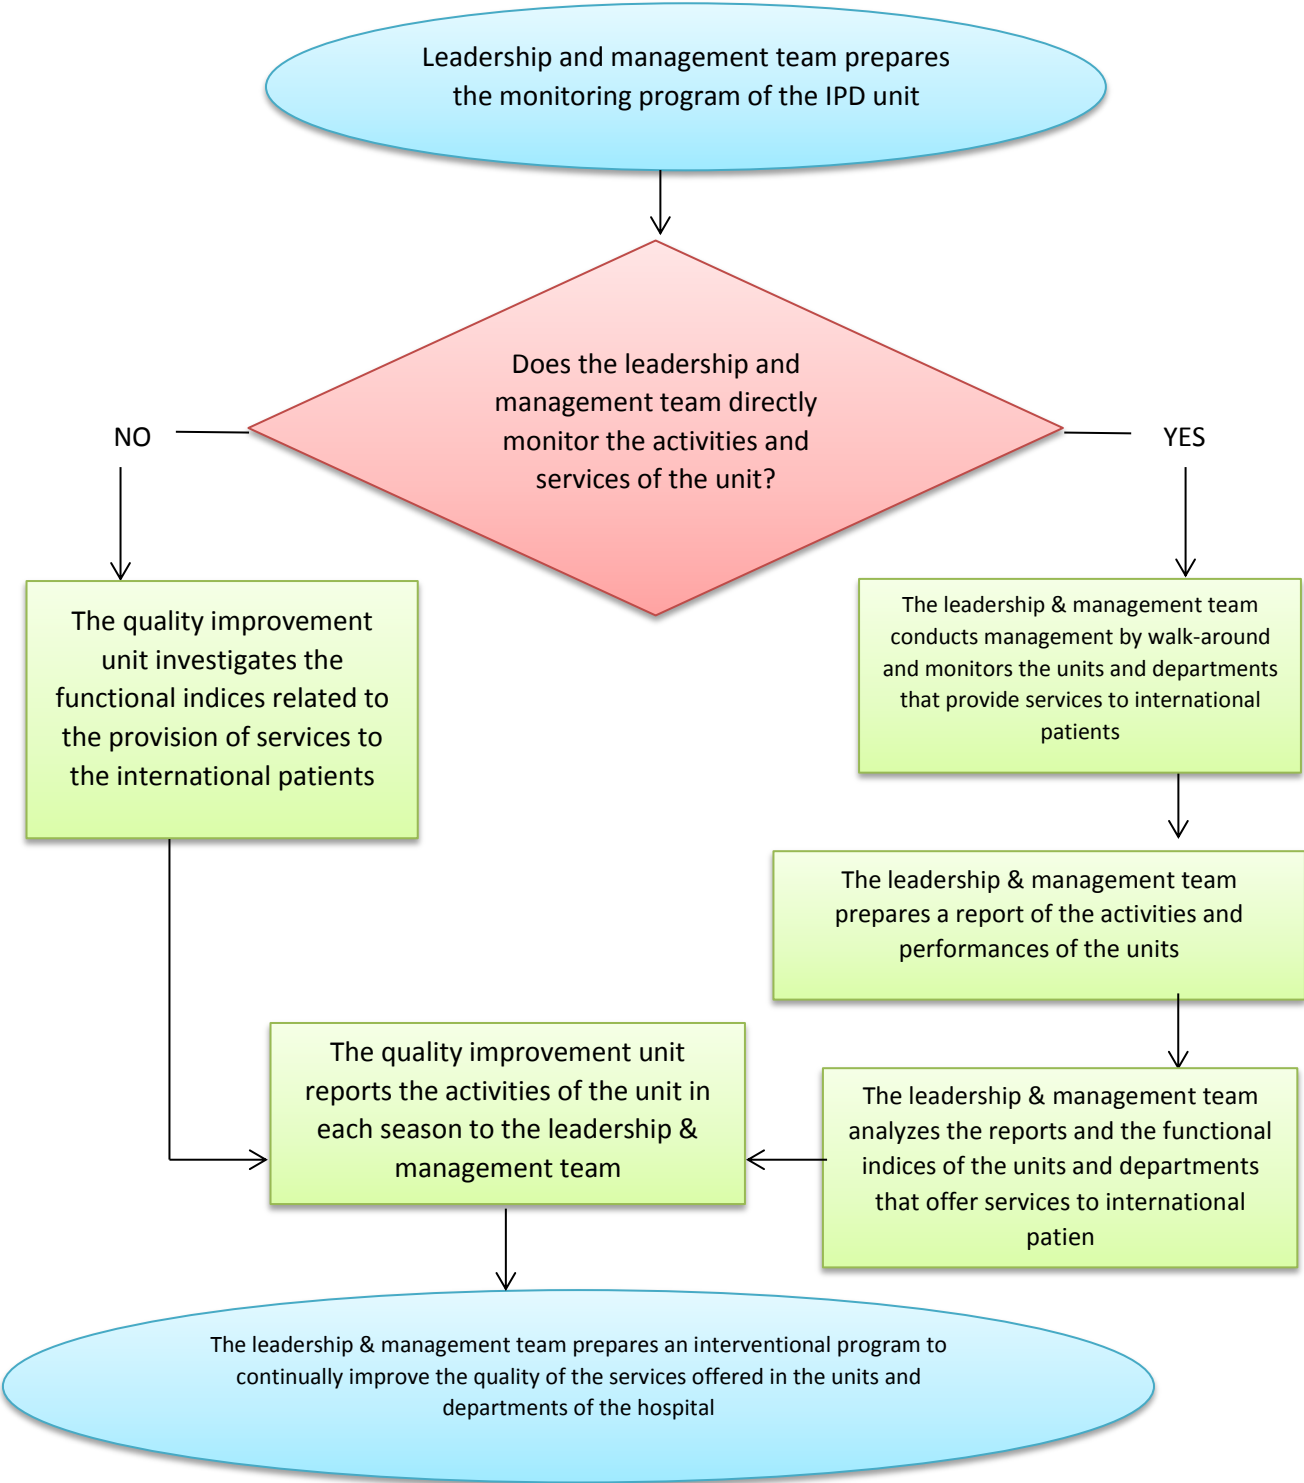 Leadership and management team prepares
the monitoring program of the IPD unit
Does the leadership and
management team directly
monitor the activities and
services of the unit?
NO
YES
The quality improvement
unit investigates the
functional indices related to
the provision of services to
the international patients
The leadership & management team
conducts management by walk-around
and monitors the units and departments
that provide services to international
patients
The leadership & management team
prepares a report of the activities and
performances of the units
The quality improvement unit
reports the activities of the unit in
each season to the leadership &
management team
The leadership & management team
analyzes the reports and the functional
indices of the units and departments
that offer services to international
patien
The leadership & management team prepares an interventional program to
continually improve the quality of the services offered in the units and
departments of the hospital